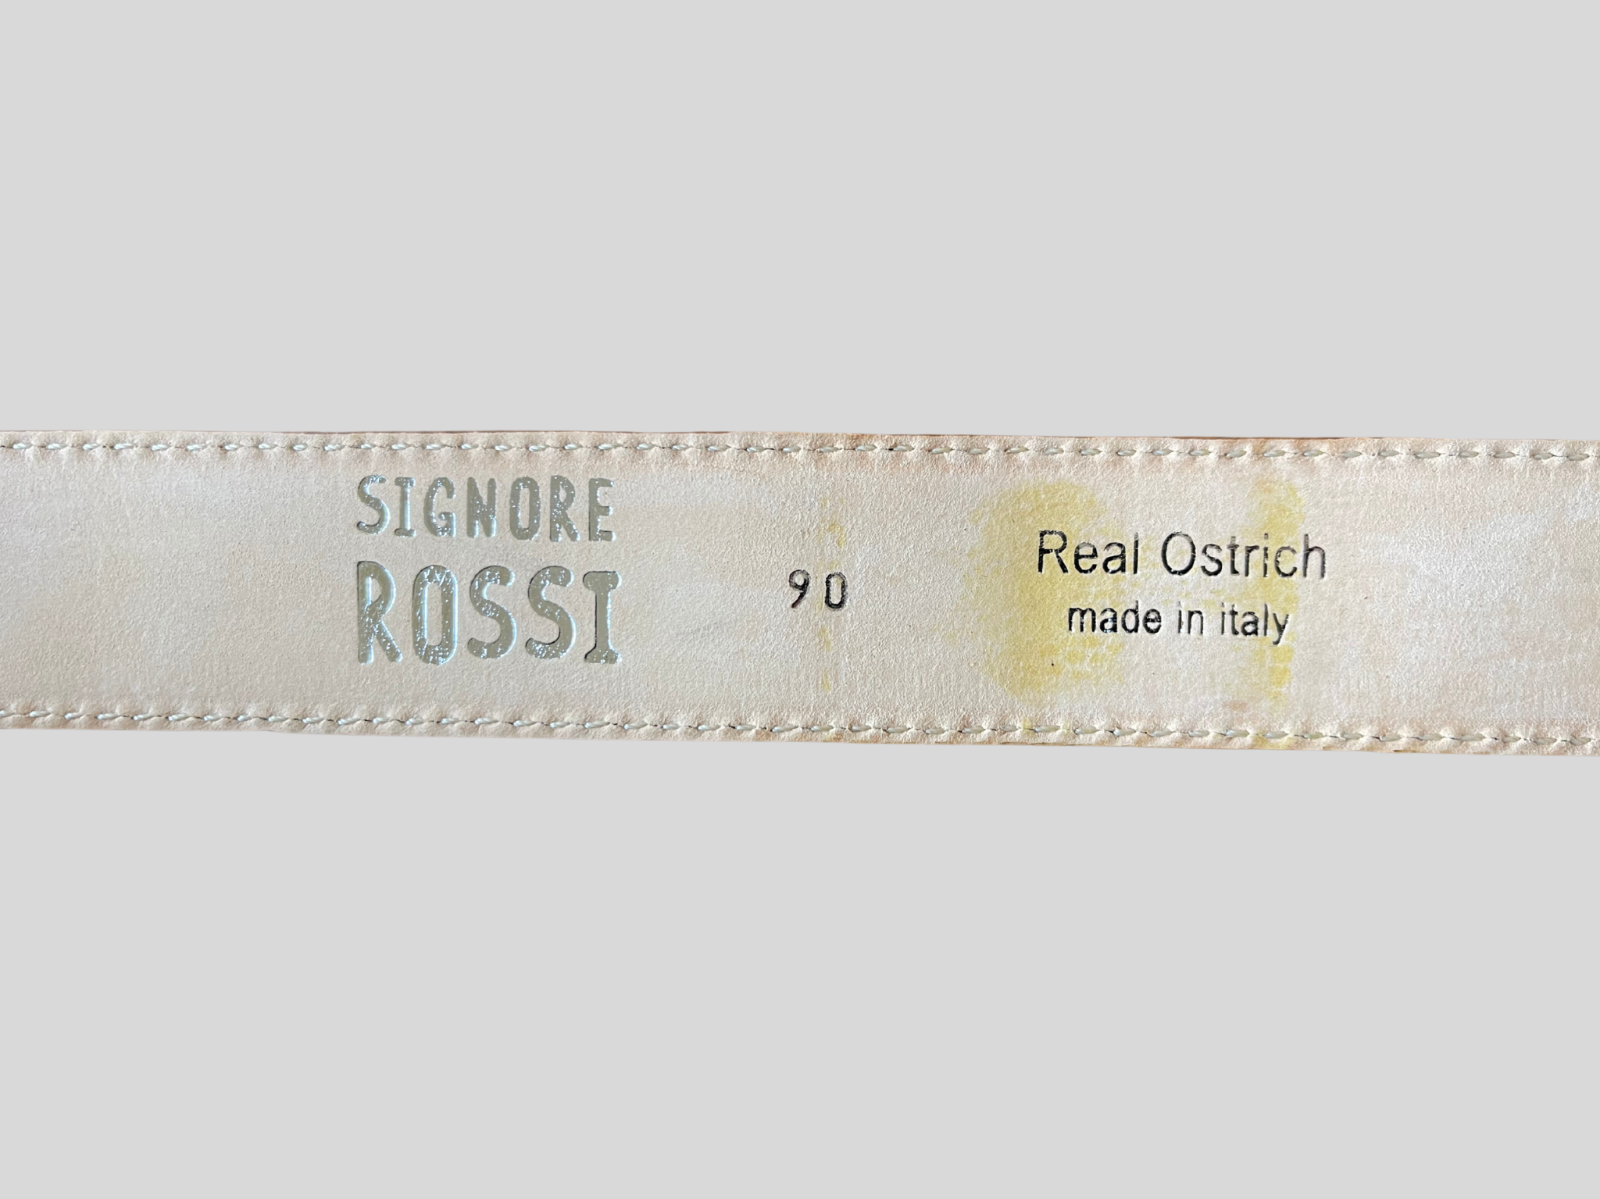 SIGNORE
ROSSI
90
Real Ostrich
made in italy